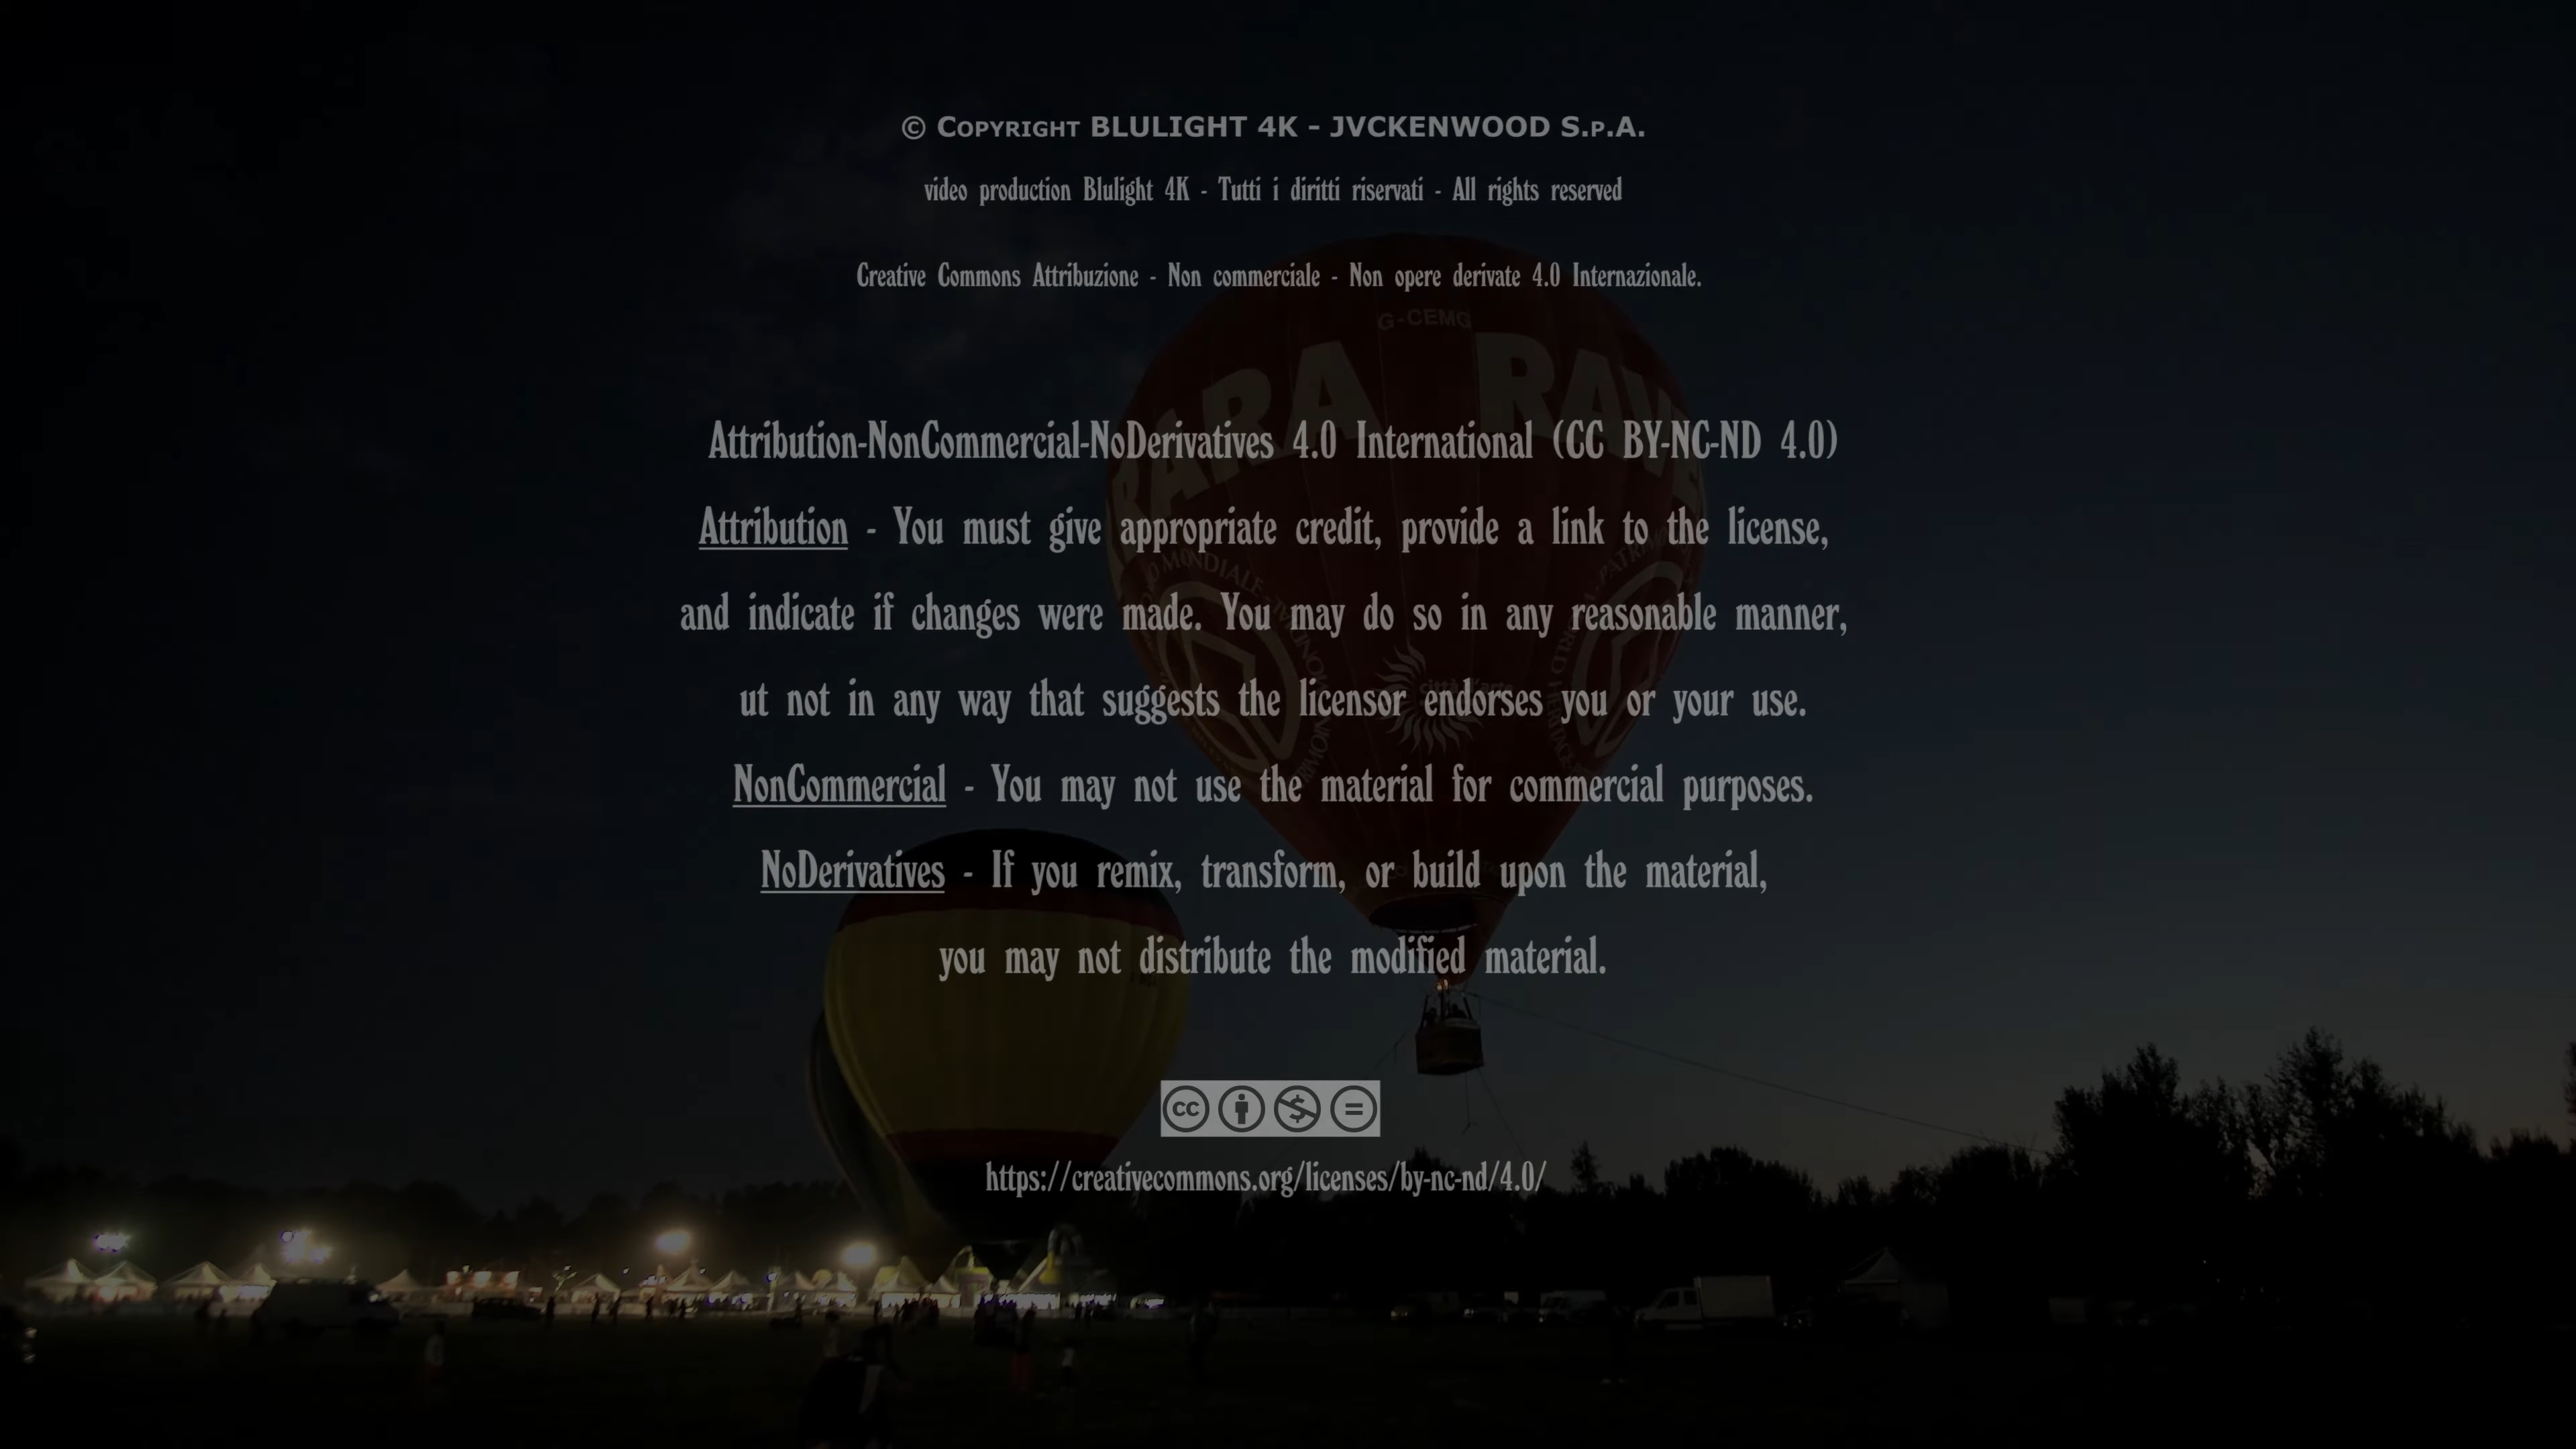 © COPYRIGHT BLULIGHT 4K - JVCKENWOOD S.P.A.
video production Blulight 4K - Tutti i diritti riservati - All rights reserved
Creative Commons Attribuzione - Non commerciale - Non opere derivate 4.0 Internazionale.
G-CEMG
RARA RAVE
Attribution-NonCommercial-NoDerivatives 4.0 International (CC BY-NC-ND 4.0)
Attribution - You must give appropriate credit, provide a link to the license,
MONDIALE
and indicate if changes were made. You may do so in any reasonable manner,
ut not in any way that suggests the licensor endorses you or your use.
NonCommercial - You may not use the material for commercial purposes.
NoDerivatives - If you remix, transform, or build upon the material,
you may not distribute the modified material.
cc
https://creativecommons.org/licenses/by-nc-nd/4.0/